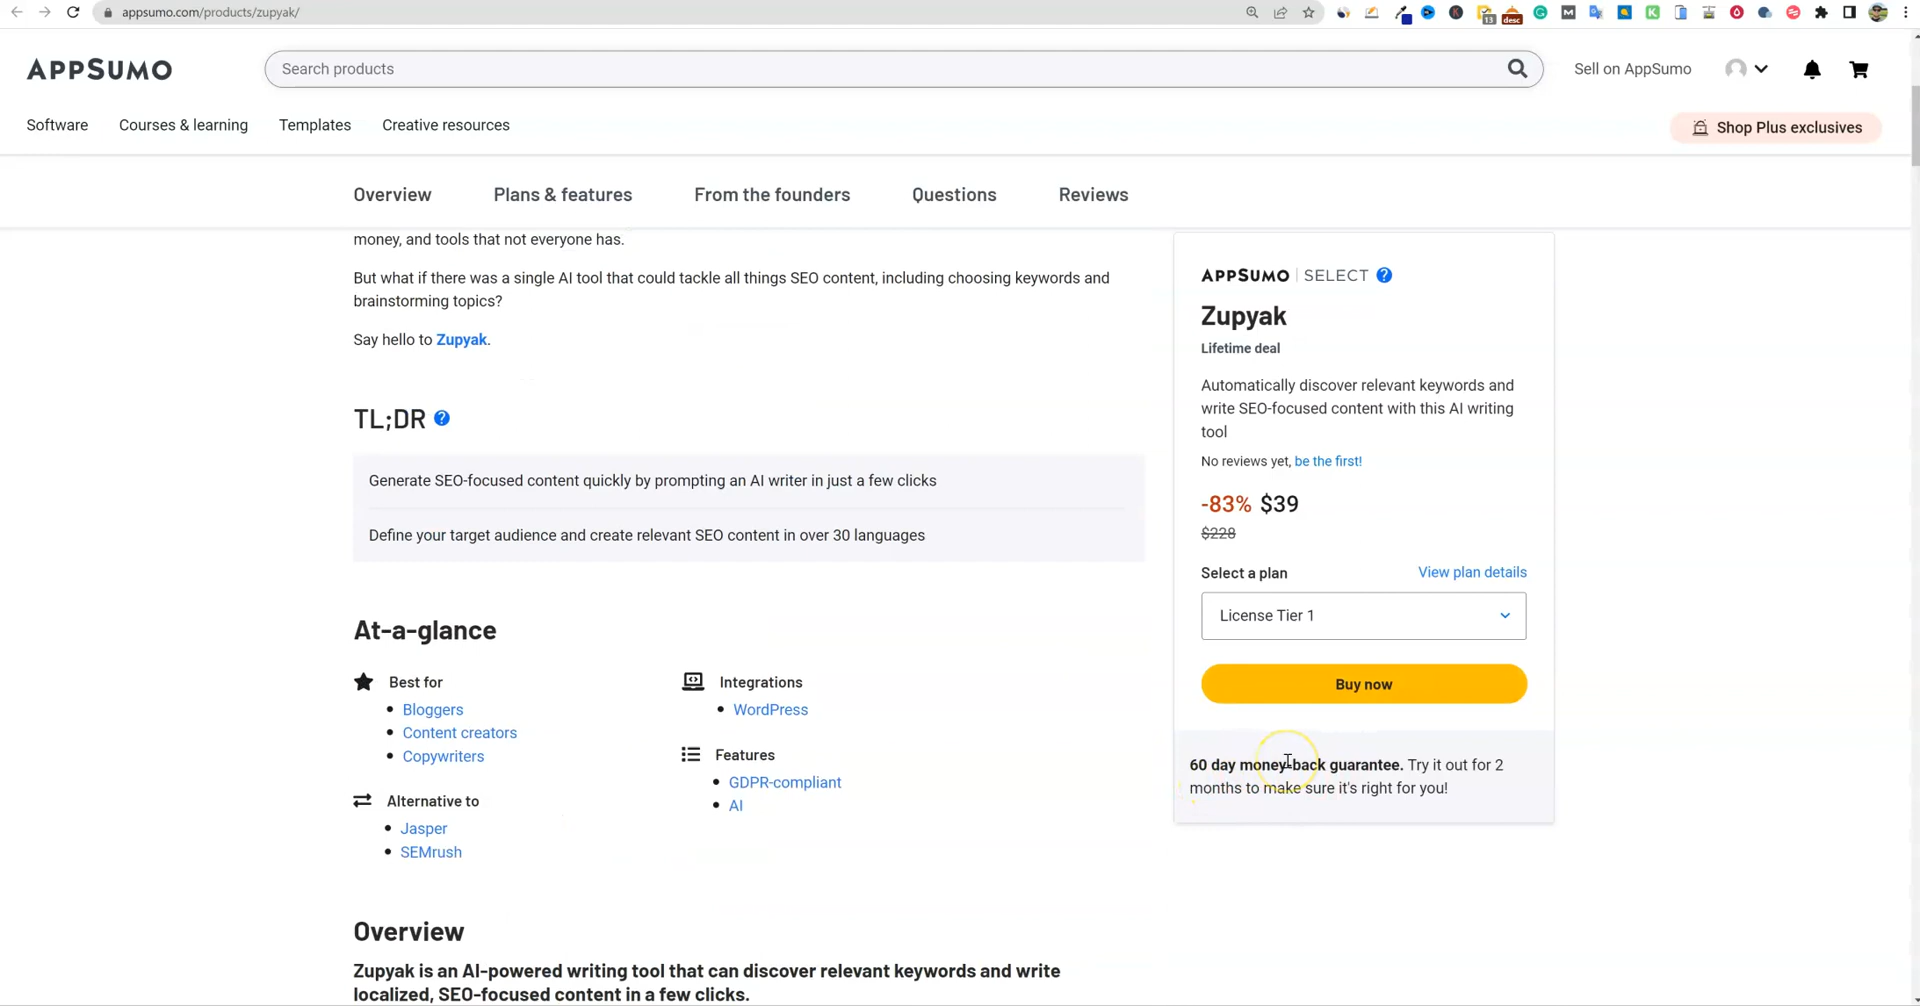 appsumo.com/products/zupyak/
13
desc
APPSUMO
Search products
Sell on AppSumo
Software
Courses & learning
Templates
Creative resources
Shop Plus exclusives
Overview
Plans & features
From the founders
Questions
Reviews
money, and tools that not everyone has.
But what if there was a single AI tool that could tackle all things SEO content, including choosing keywords and
brainstorming topics?
Say hello to Zupyak.
TL;DR ?
Generate SEO-focused content quickly by prompting an AI writer in just a few clicks
Define your target audience and create relevant SEO content in over 30 languages
At-a-glance
Best for
Bloggers
Content creators
Copywriters
Alternative to
Jasper
SEMrush
Integrations
WordPress
Features
GDPR-compliant
AI
Overview
Zupyak is an AI-powered writing tool that can discover relevant keywords and write
localized, SEO-focused content in a few clicks.
APPSUMO | SELECT ?
Zupyak
Lifetime deal
Automatically discover relevant keywords and
write SEO-focused content with this AI writing
tool
No reviews yet, be the first!
-83% $39
$228
Select a plan
View plan details
License Tier 1
Buy now
60 day money-back guarantee. Try it out for 2
months to make sure it's right for you!